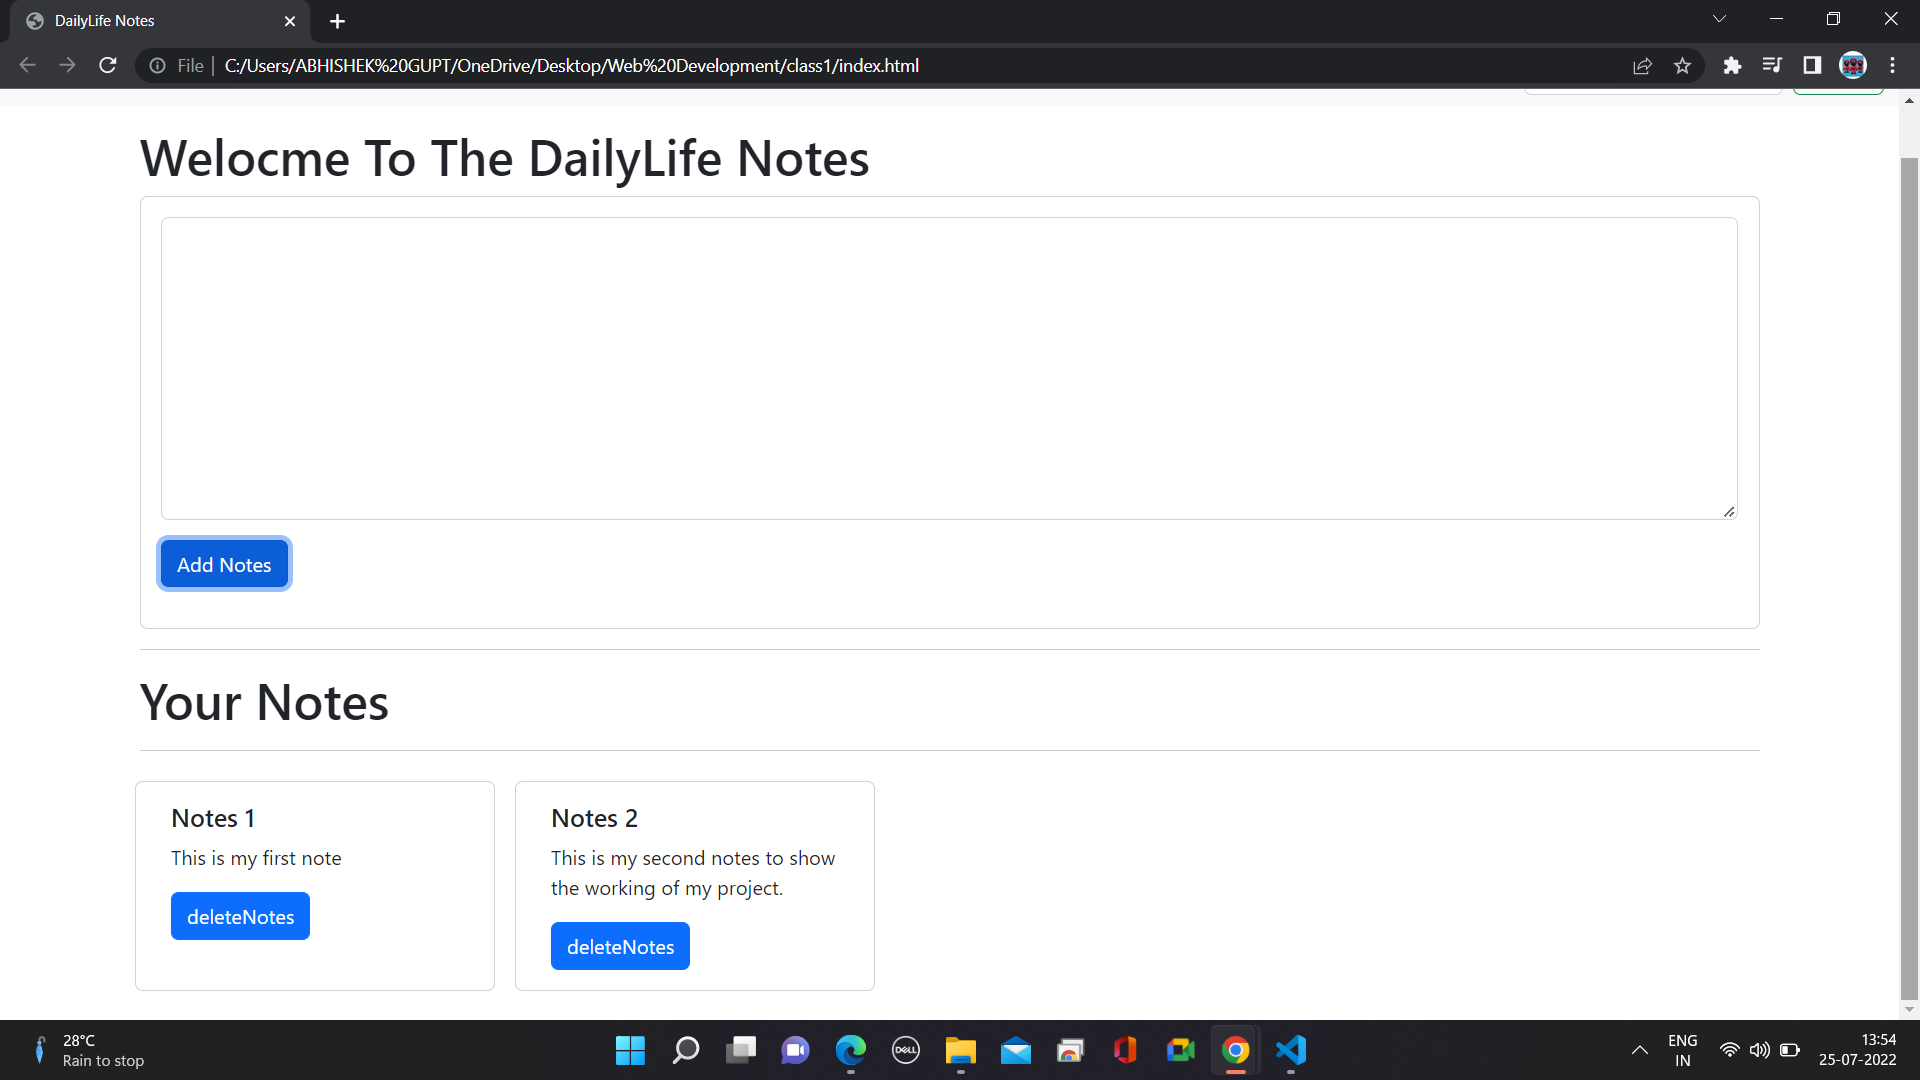 DailyLife Notes
File
C:/Users/ABHISHEK%20GUPT/OneDrive/Desktop/Web%20Development/class1/index.html
Welocme To The DailyLife Notes
Add Notes
Your Notes
Notes 1
This is my first note
deleteNotes
Notes 2
This is my second notes to show
the working of my project.
deleteNotes
28°C
Rain to stop
DELL
ENG
IN
13:54
25-07-2022